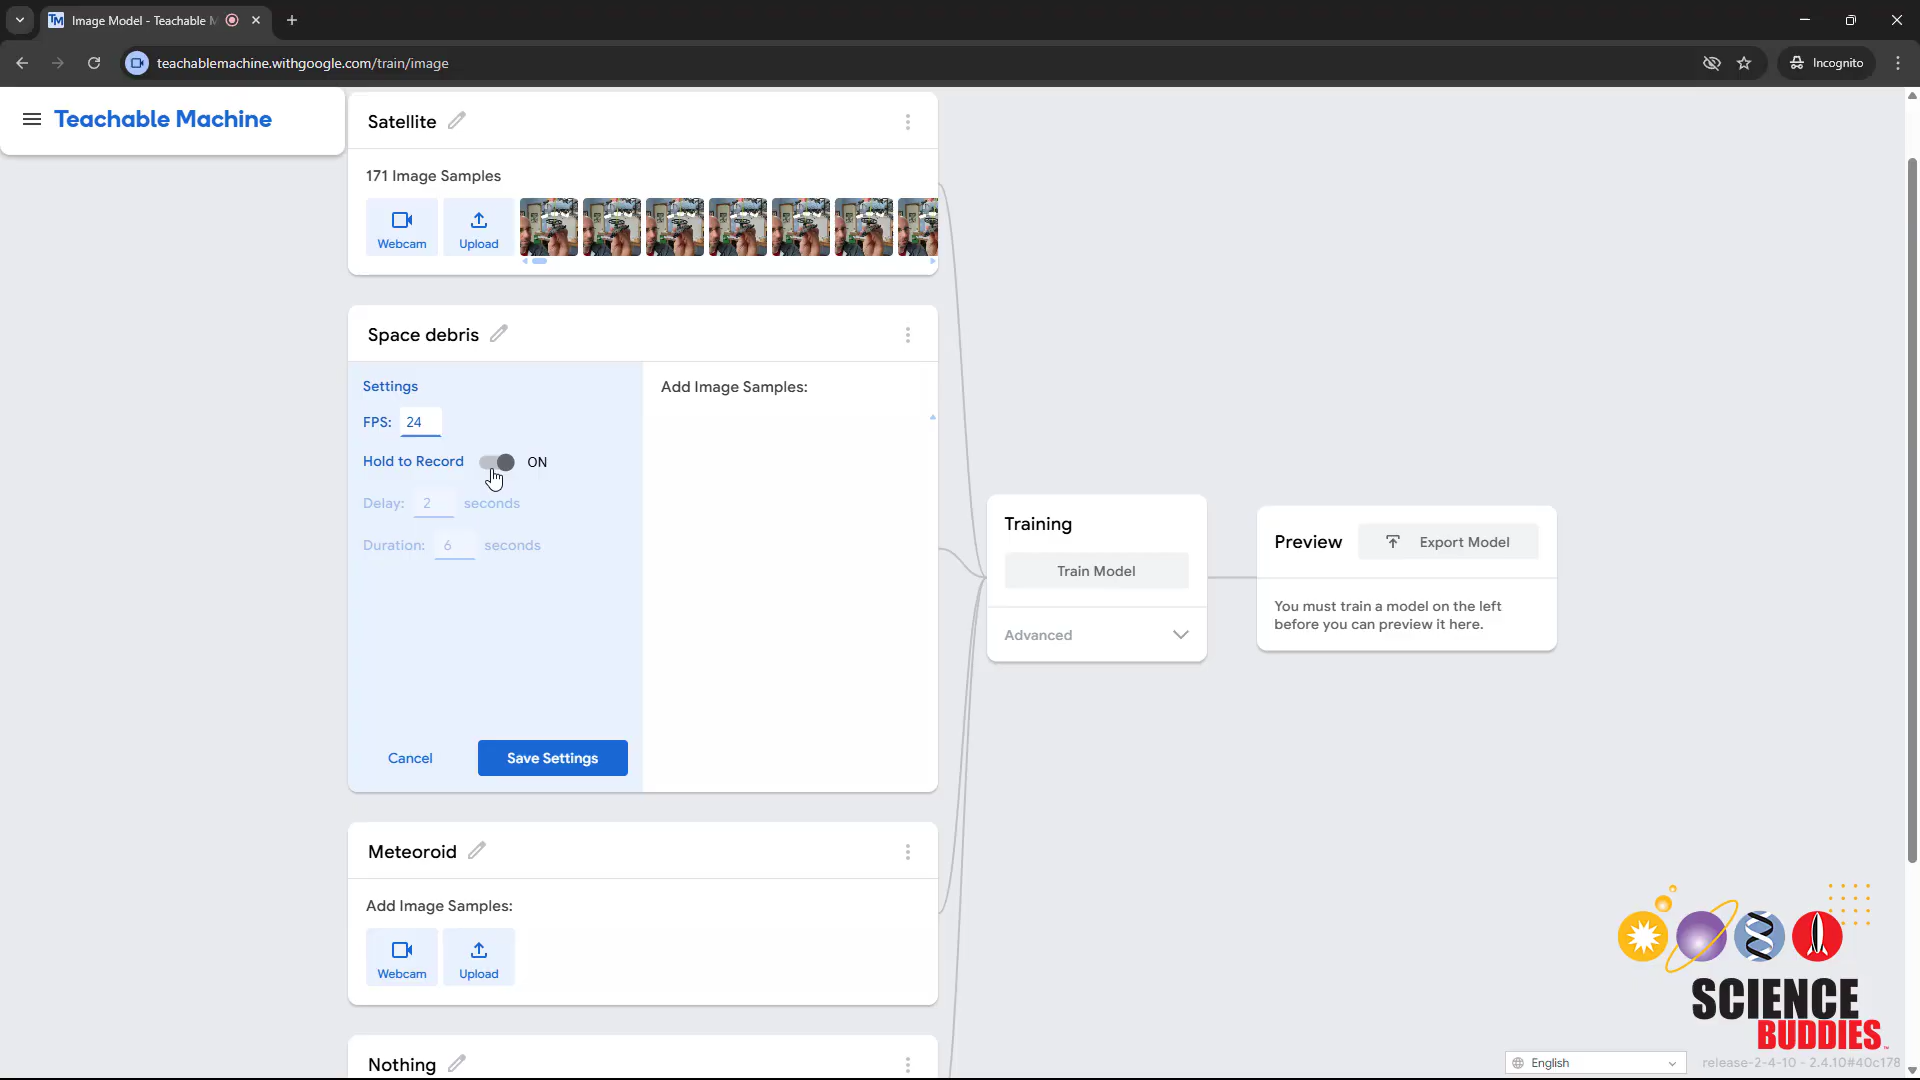 Image Model - Teachable M
teachablemachine.withgoogle.com/train/image
Incognito
Teachable Machine
Satellite
171 Image Samples
Webcam
Upload
Space debris
Settings
FPS: 24
Hold to Record ON
Delay: 2 seconds
Duration: 6 seconds
Cancel
Save Settings
Add Image Samples:
Training
Train Model
Advanced
Preview
Export Model
You must train a model on the left
before you can preview it here.
Meteoroid
Add Image Samples:
Webcam
Upload
Nothing
SCIENCE
BUDDIES
English
release-2-4-10 - 2.4.10#40c178